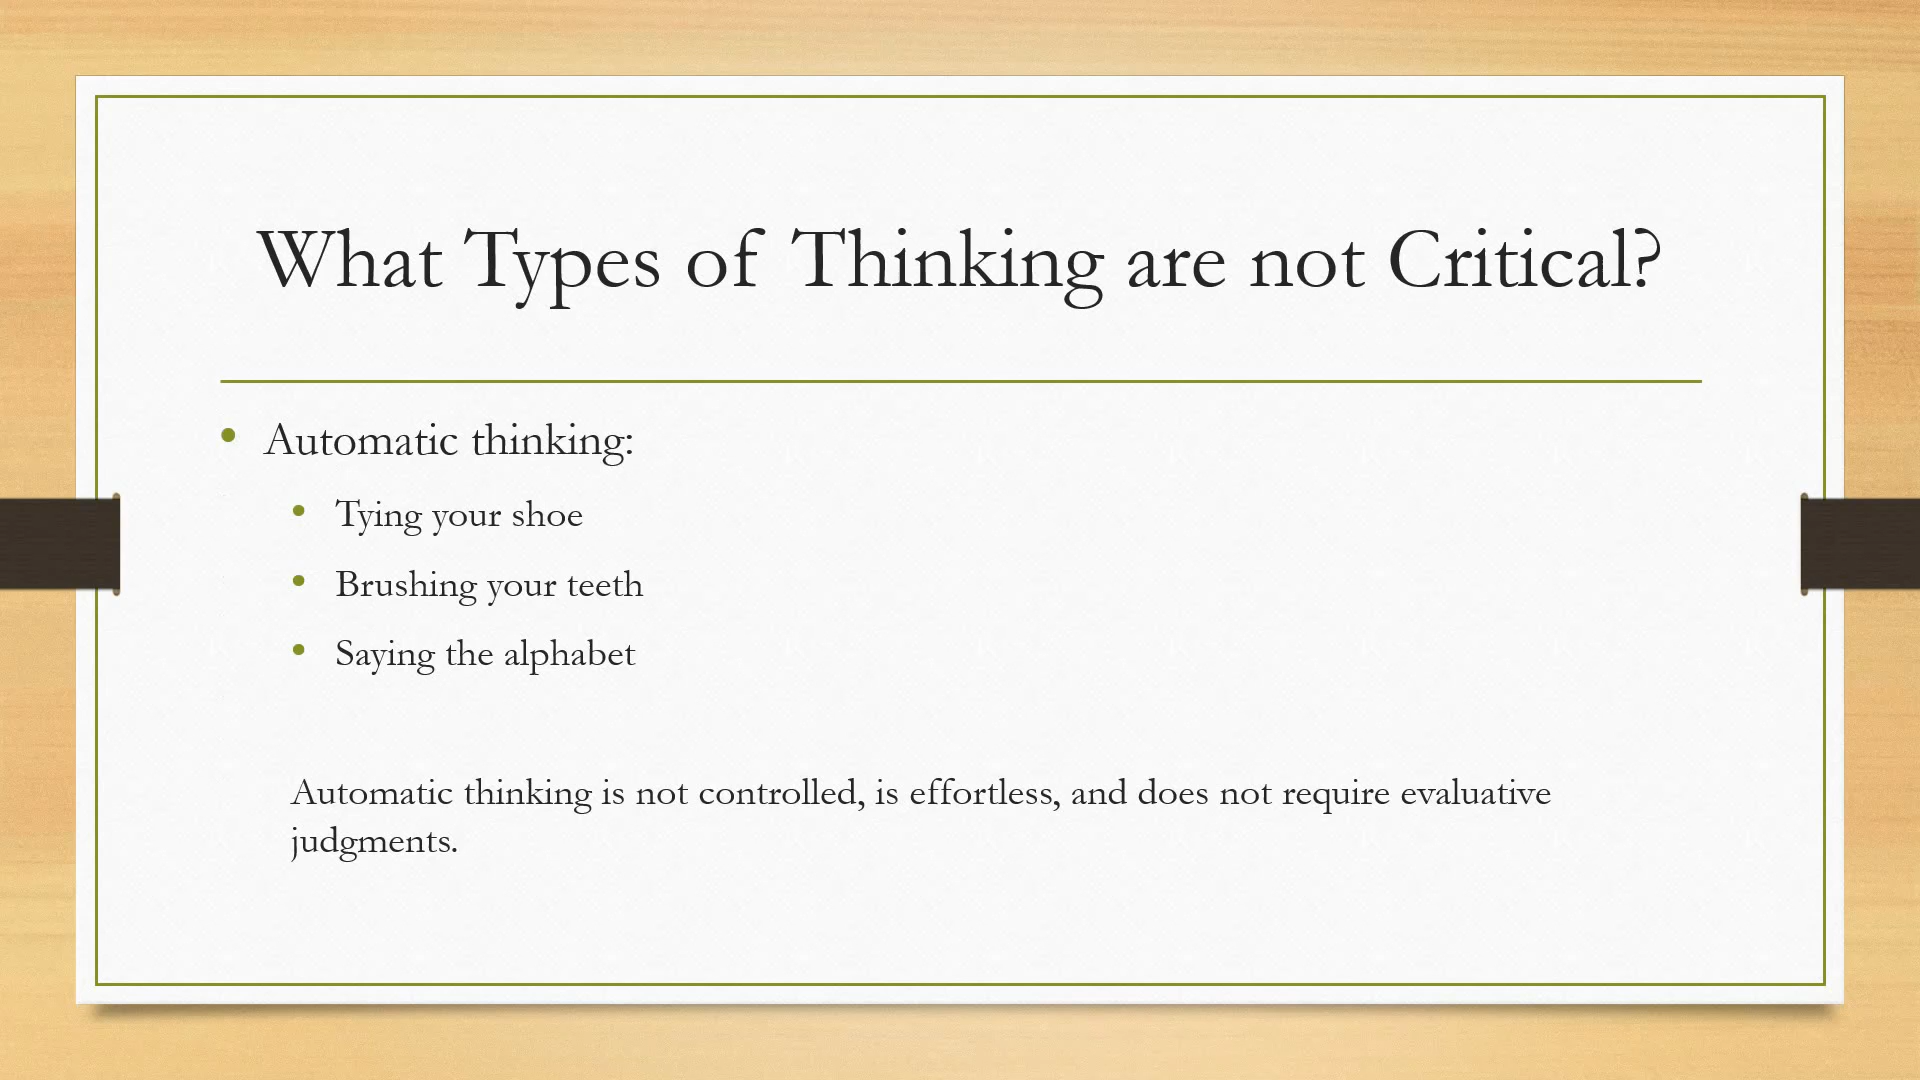 What Types of Thinking are not Critical?
• Automatic thinking:
• Tying your shoe
• Brushing your teeth
• Saying the alphabet
Automatic thinking is not controlled, is effortless, and does not require evaluative
judgments.